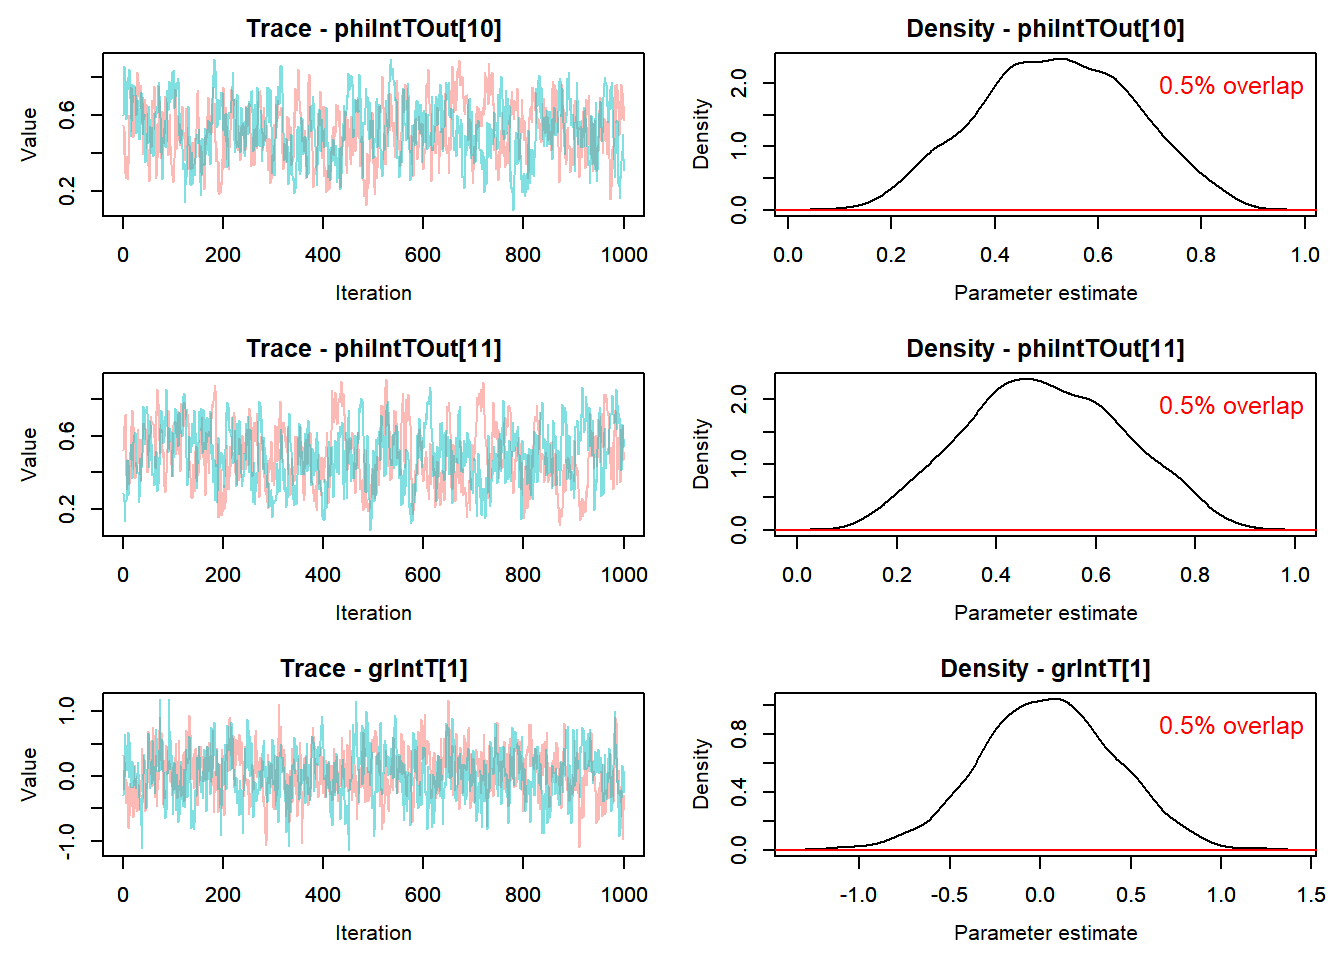 Trace - phiIntTOut[10]
Value
0.2 0.6
0 200 400 600 800 1000
Iteration
Density - phiIntTOut[10]
0.5% overlap
Density
0.0 1.0 2.0
0.0 0.2 0.4 0.6 0.8 1.0
Parameter estimate
Trace - phiIntTOut[11]
Value
0.2 0.6
0 200 400 600 800 1000
Iteration
Density - phiIntTOut[11]
0.5% overlap
Density
0.0 1.0 2.0
0.0 0.2 0.4 0.6 0.8 1.0
Parameter estimate
Trace - grIntT[1]
Value
-1.0 0.0 1.0
0 200 400 600 800 1000
Iteration
Density - grIntT[1]
0.5% overlap
Density
0.0 0.4 0.8
-1.0 -0.5 0.0 0.5 1.0 1.5
Parameter estimate